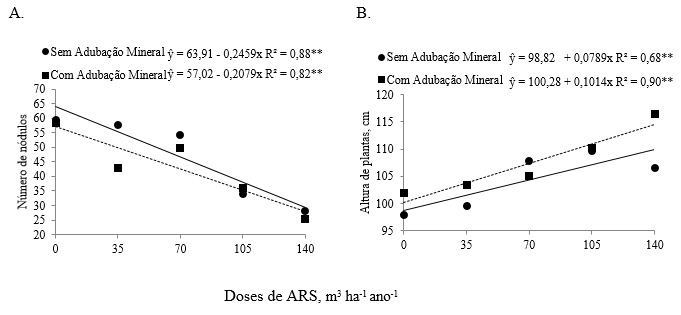 A.
● Sem Adubação Mineral ŷ = 63,91 - 0,2459x R² = 0,88**
■ Com Adubação Mineral ŷ = 57,02 - 0,2079x R² = 0,82**
Número de nódulos
70
65
60
55
50
45
40
35
30
25
20
0 35 70 105 140
B.
● Sem Adubação Mineral ŷ = 98,82 + 0,0789x R² = 0,68**
■ Com Adubação Mineral ŷ = 100,28 + 0,1014x R² = 0,90**
Altura de plantas, cm
120
115
110
105
100
95
0 35 70 105 140
Doses de ARS, m³ ha⁻¹ ano⁻¹